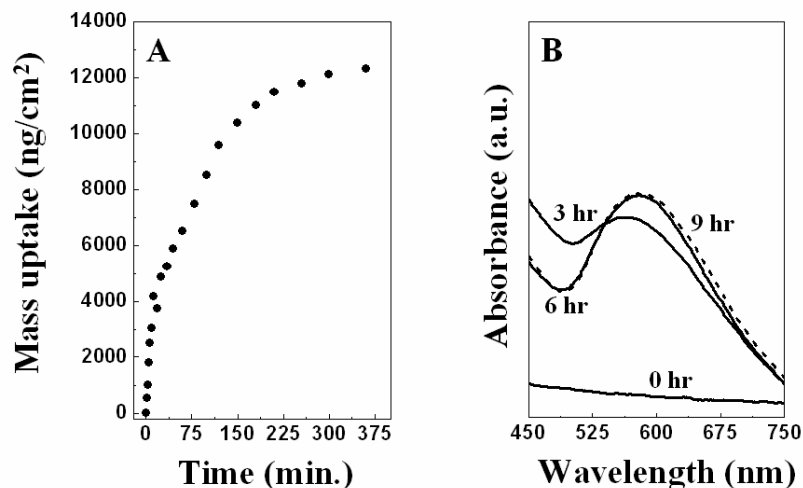 A
Mass uptake (ng/cm²)
14000
12000
10000
8000
6000
4000
2000
0
0 75 150 225 300 375
Time (min.)
B
Absorbance (a.u.)
3 hr
9 hr
6 hr
0 hr
450 525 600 675 750
Wavelength (nm)